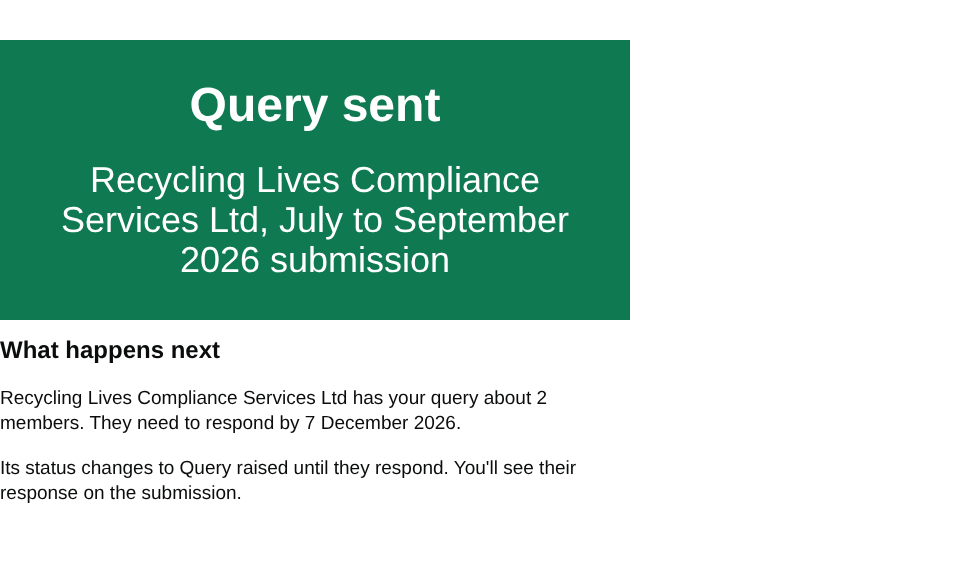 Query sent
Recycling Lives Compliance
Services Ltd, July to September
2026 submission
What happens next
Recycling Lives Compliance Services Ltd has your query about 2
members. They need to respond by 7 December 2026.
Its status changes to Query raised until they respond. You'll see their
response on the submission.